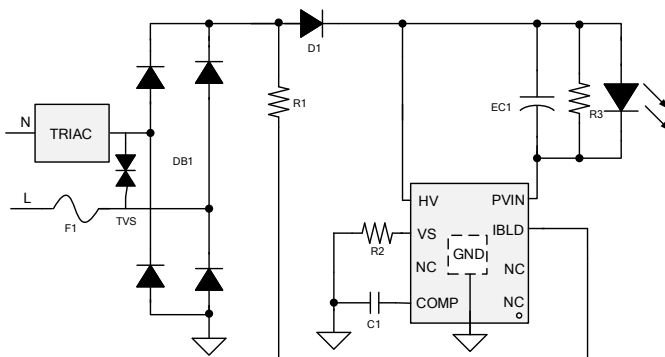 D1
R1
EC1
R3
N
TRIAC
DB1
L
F1
TVS
HV
PVIN
VS
IBLD
R2
GND
NC
NC
COMP
NC
C1